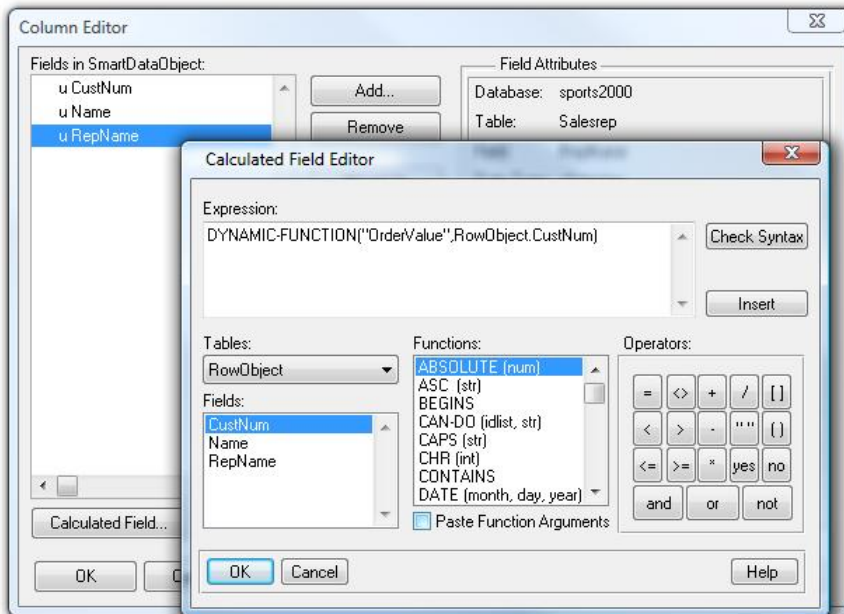 Column Editor
Fields in SmartDataObject:
u CustNum
u Name
u RepName
Add...
Remove
Field Attributes
Database: sports2000
Table: Salesrep
Calculated Field Editor
Expression:
DYNAMIC-FUNCTION("OrderValue",RowObject.CustNum)
Check Syntax
Insert
Tables:
RowObject
Fields:
CustNum
Name
RepName
Functions:
ABSOLUTE (num)
ASC (str)
BEGINS
CAN-DO (idlist, str)
CAPS (str)
CHR (int)
CONTAINS
DATE (month, day, year)
Paste Function Arguments
Operators:
= <> + / [ ]
< > - " " ( )
<= >= * yes no
and or not
Calculated Field...
OK
OK Cancel Help